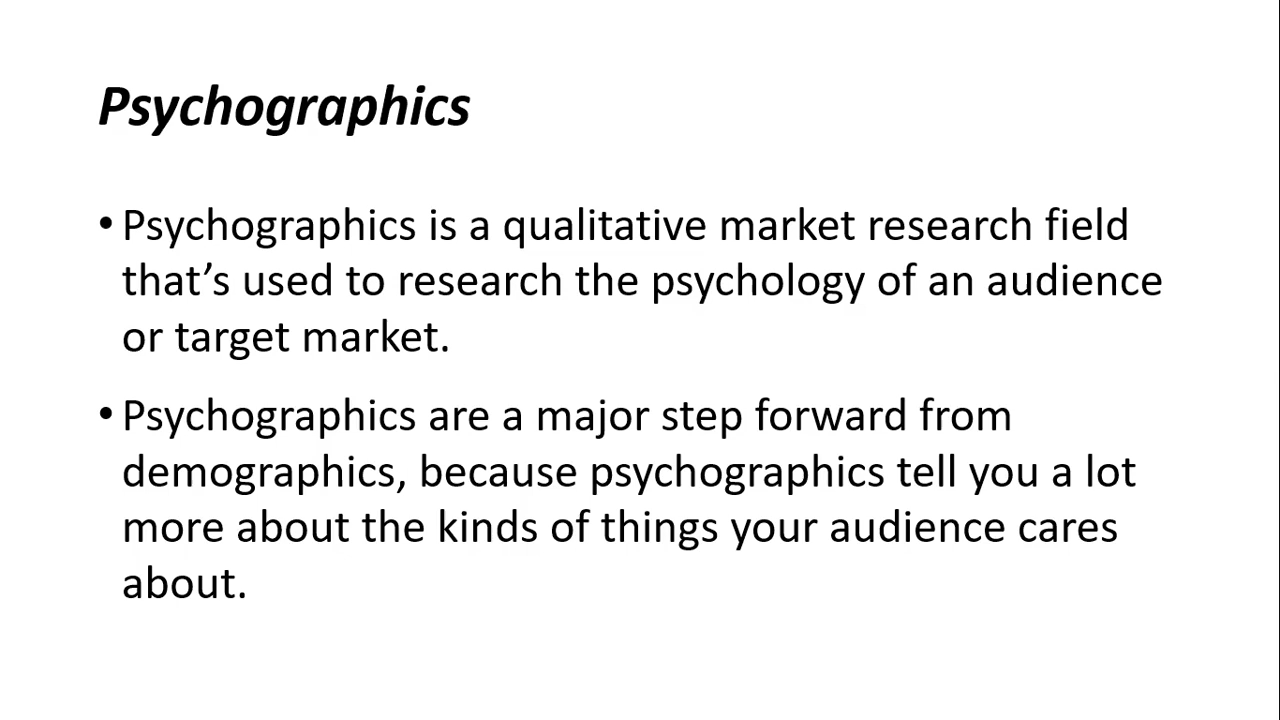 Psychographics
• Psychographics is a qualitative market research field
that’s used to research the psychology of an audience
or target market.
• Psychographics are a major step forward from
demographics, because psychographics tell you a lot
more about the kinds of things your audience cares
about.